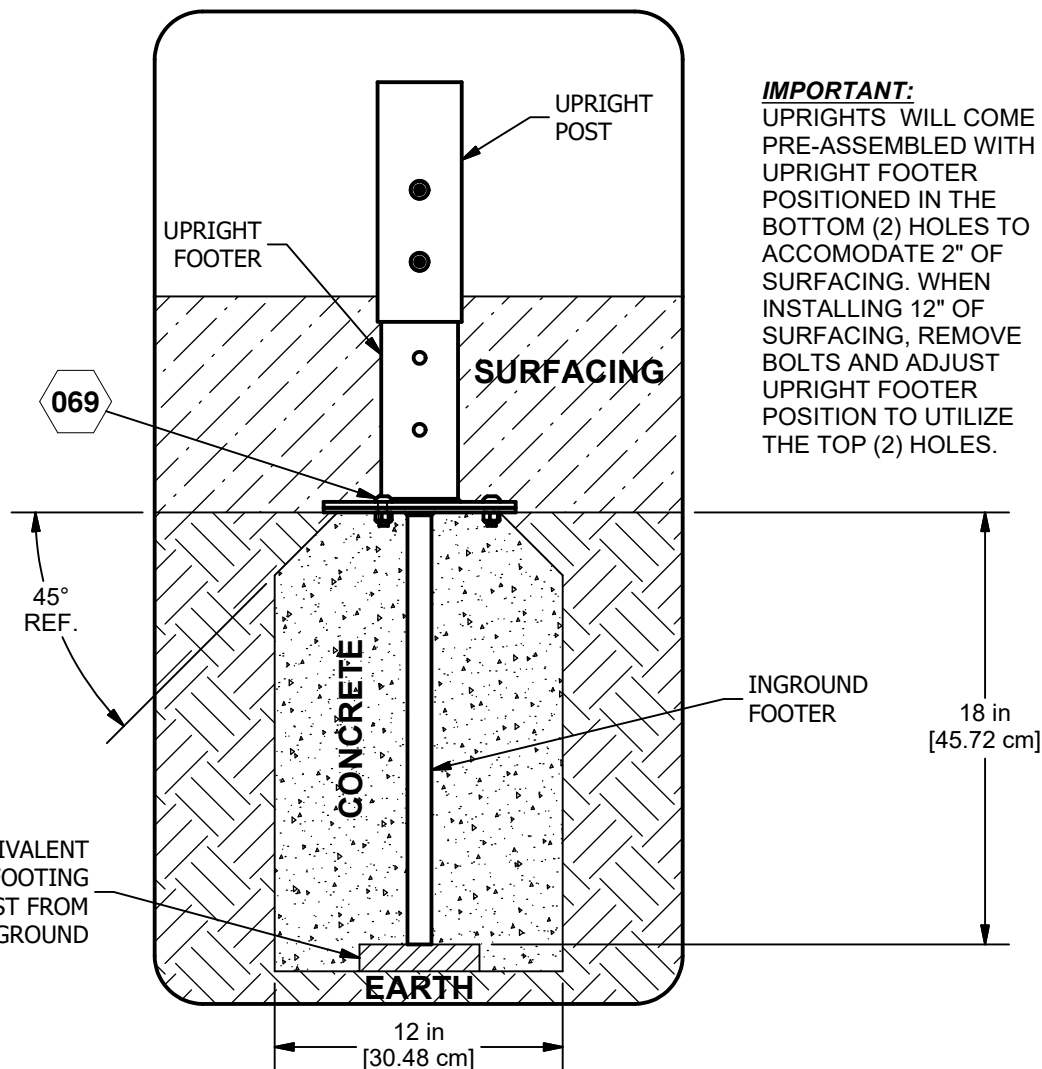 IMPORTANT:
UPRIGHTS WILL COME
PRE-ASSEMBLED WITH
UPRIGHT FOOTER
POSITIONED IN THE
BOTTOM (2) HOLES TO
ACCOMODATE 2" OF
SURFACING. WHEN
INSTALLING 12" OF
SURFACING, REMOVE
BOLTS AND ADJUST
UPRIGHT FOOTER
POSITION TO UTILIZE
THE TOP (2) HOLES.
UPRIGHT
POST
UPRIGHT
FOOTER
SURFACING
069
45°
REF.
CONCRETE
INGROUND
FOOTER
18 in
[45.72 cm]
FOOTING
FROM
GROUND
EARTH
12 in
[30.48 cm]